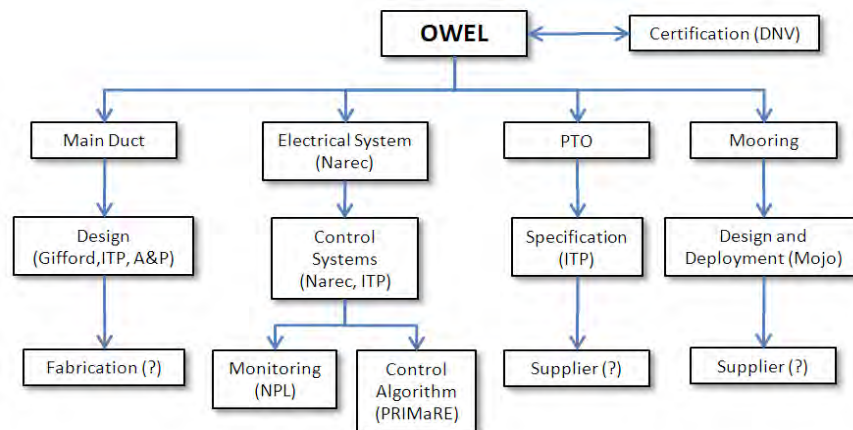 OWEL
Certification (DNV)
Main Duct
Electrical System
(Narec)
PTO
Mooring
Design
(Gifford,ITP, A&P)
Control
Systems
(Narec, ITP)
Specification
(ITP)
Design and
Deployment (Mojo)
Fabrication (?)
Monitoring
(NPL)
Control
Algorithm
(PRIMaRE)
Supplier (?)
Supplier (?)